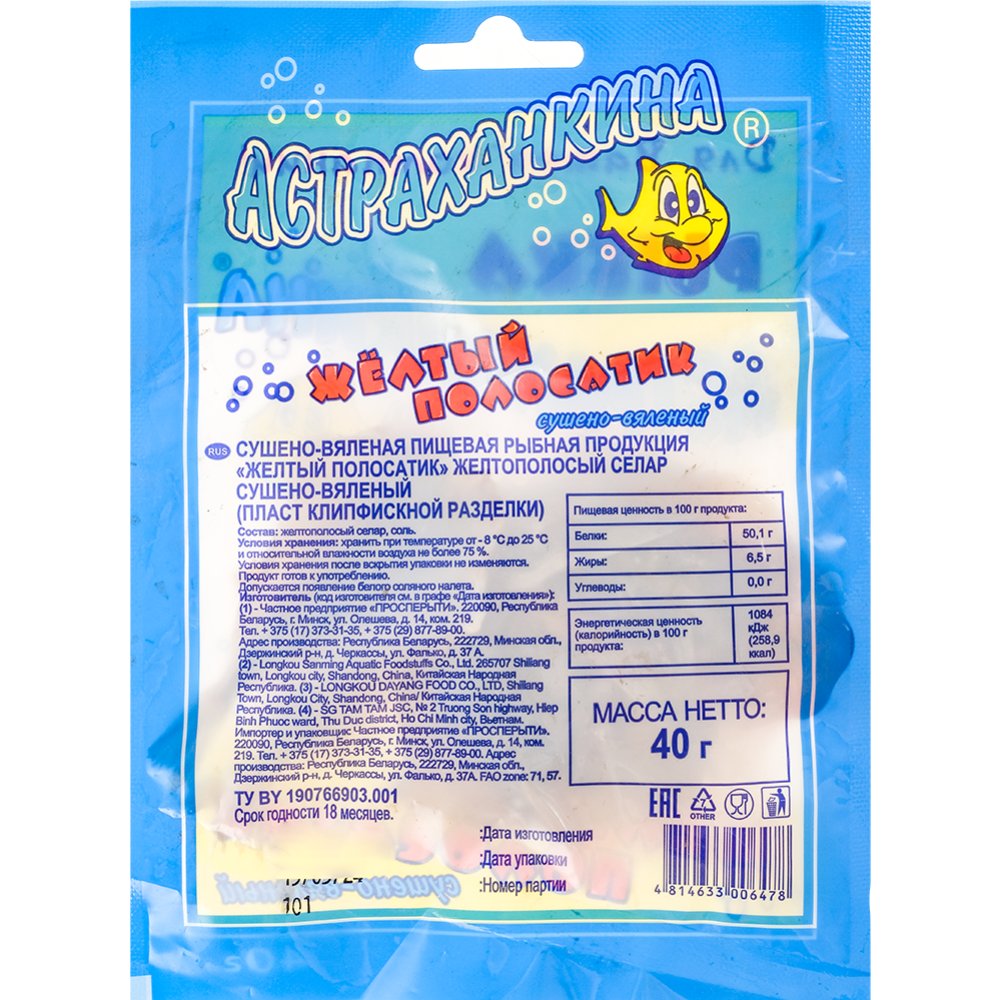 АСТРАХАНКИНА ®
ЖЁЛТЫЙ
ПОЛОСАТИК
сушено-вяленый
RUS СУШЕНО-ВЯЛЕНАЯ ПИЩЕВАЯ РЫБНАЯ ПРОДУКЦИЯ
«ЖЕЛТЫЙ ПОЛОСАТИК» ЖЕЛТОПОЛОСЫЙ СЕЛАР
СУШЕНО-ВЯЛЕНЫЙ
(ПЛАСТ КЛИПФИСКНОЙ РАЗДЕЛКИ)
Состав: желтополосый селар, соль.
Условия хранения: хранить при температуре от - 8 °С до 25 °С
и относительной влажности воздуха не более 75 %.
Условия хранения после вскрытия упаковки не изменяются.
Продукт готов к употреблению.
Допускается появление белого соляного налета.
Изготовитель (код изготовителя см. в графе «Дата изготовления»):
(1) - Частное предприятие «ПРОСПЕРЫТИ». 220090, Республика
Беларусь, г. Минск, ул. Олешева, д. 14, ком. 219.
Тел. + 375 (17) 373-31-35, + 375 (29) 877-89-00.
Адрес производства: Республика Беларусь, 222729, Минская обл.,
Дзержинский р-н, д. Черкассы, ул. Фалько, д. 37 А.
(2) - Longkou Sanming Aquatic Foodstuffs Co., Ltd. 265707 Shiliang
town, Longkou city, Shandong, China, Китайская Народная
Республика. (3) - LONGKOU DAYANG FOOD CO., LTD, Shiliang
Town, Longkou City, Shandong, China/ Китайская Народная
Республика. (4) - SG TAM TAM JSC, № 2 Truong Son highway, Hiep
Binh Phuoc ward, Thu Duc district, Ho Chi Minh city, Вьетнам.
Импортер и упаковщик: Частное предприятие «ПРОСПЕРЫТИ».
220090, Республика Беларусь, г. Минск, ул. Олешева, д. 14, ком.
219. Тел. + 375 (17) 373-31-35, + 375 (29) 877-89-00. Адрес
производства: Республика Беларусь, 222729, Минская обл.,
Дзержинский р-н, д. Черкассы, ул. Фалько, д. 37А. FAO zone: 71, 57.
ТУ BY 190766903.001
Срок годности 18 месяцев.
Пищевая ценность в 100 г продукта:
Белки: 50,1 г
Жиры: 6,5 г
Углеводы: 0,0 г
Энергетическая ценность
(калорийность) в 100 г
продукта:
1084
кДж
(258,9
ккал)
МАССА НЕТТО:
40 г
EAC 7 OTHER
:Дата изготовления
:Дата упаковки
:Номер партии
101
4 814633 006478